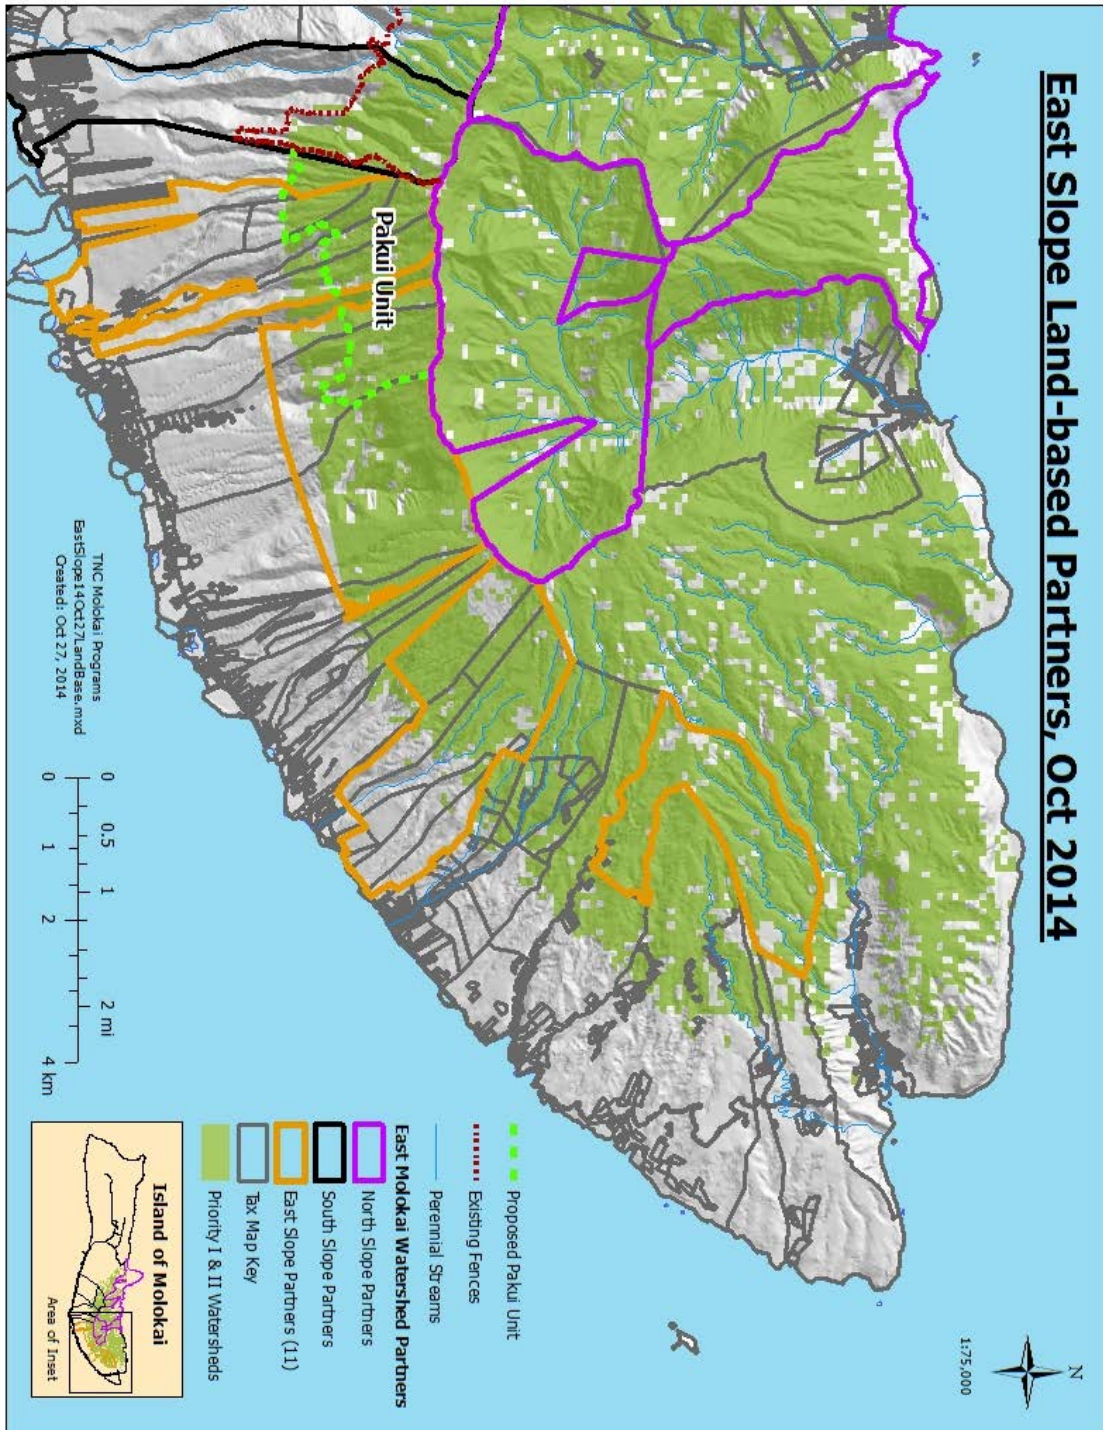 East Slope Land-based Partners, Oct 2014
N
1:75,000
Pakui Unit
TNC Molokai Programs
EastSlope14Oct27LandBase.mxd
Created: Oct 27, 2014
0 0.5 1 2 mi
0 1 2 4 km
Proposed Pakui Unit
Existing Fences
Perennial Streams
East Molokai Watershed Partners
North Slope Partners
South Slope Partners
East Slope Partners (11)
Tax Map Key
Priority I & II Watersheds
Island of Molokai
Area of Inset